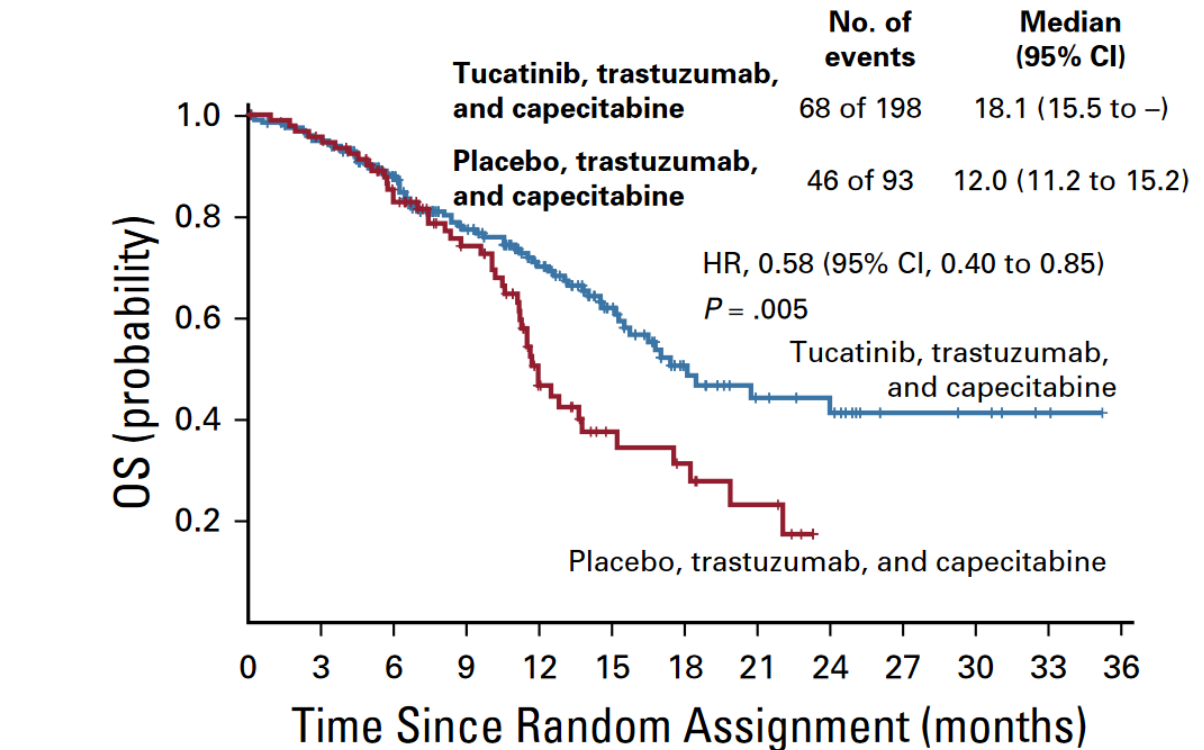 No. of Median
events (95% CI)
Tucatinib, trastuzumab,
and capecitabine 68 of 198 18.1 (15.5 to –)
Placebo, trastuzumab,
and capecitabine 46 of 93 12.0 (11.2 to 15.2)
HR, 0.58 (95% CI, 0.40 to 0.85)
P = .005
Tucatinib, trastuzumab,
and capecitabine
Placebo, trastuzumab, and capecitabine
OS (probability)
1.0
0.8
0.6
0.4
0.2
0 3 6 9 12 15 18 21 24 27 30 33 36
Time Since Random Assignment (months)